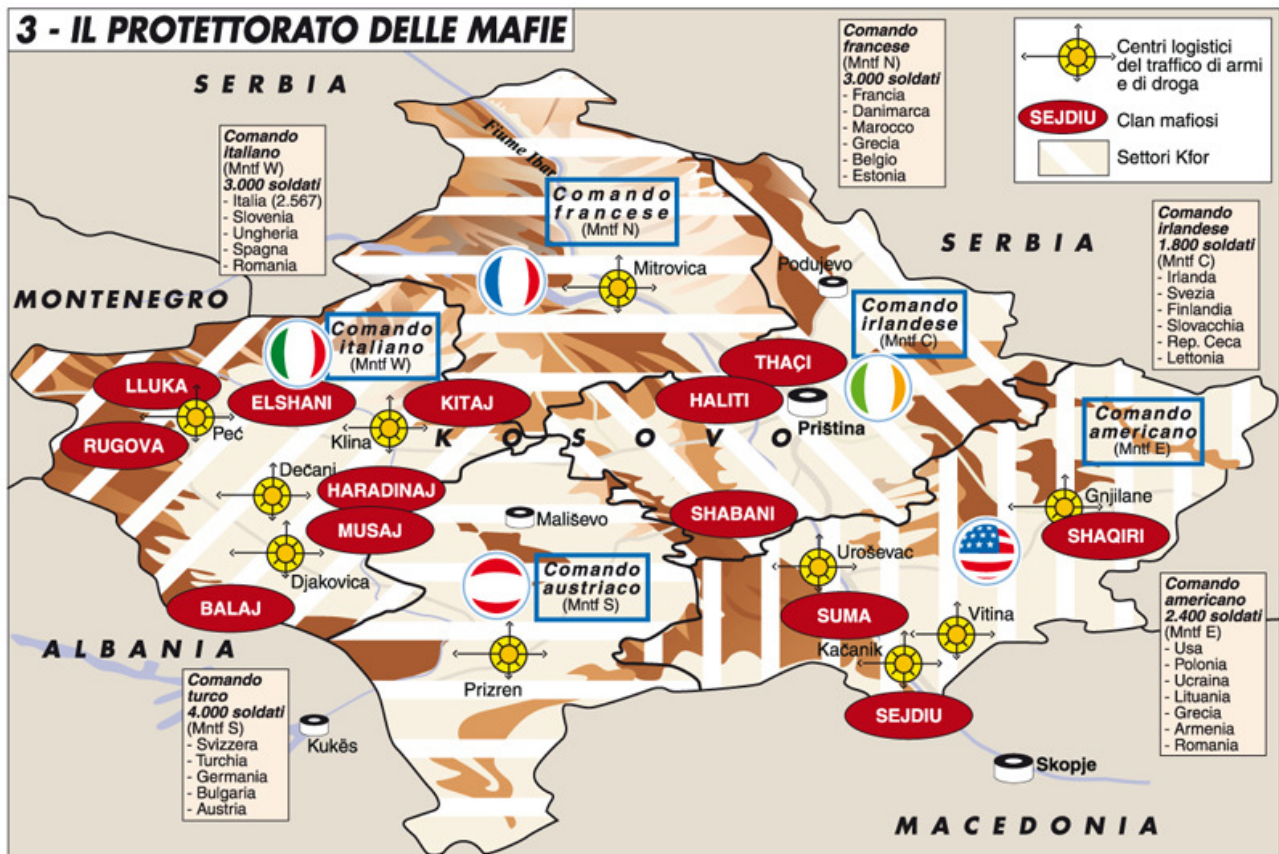 3 - IL PROTETTORATO DELLE MAFIE
SERBIA
Comando
francese
(Mntf N)
3.000 soldati
- Francia
- Danimarca
- Marocco
- Grecia
- Belgio
- Estonia
Centri logistici
del traffico di armi
e di droga
SEJDIU
Clan mafiosi
Settori Kfor
Comando
italiano
(Mntf W)
3.000 soldati
- Italia (2.567)
- Slovenia
- Ungheria
- Spagna
- Romania
Fiume Ibar
Comando
francese
(Mntf N)
Mitrovica
Podujevo
SERBIA
Comando
irlandese
1.800 soldati
(Mntf C)
- Irlanda
- Svezia
- Finlandia
- Slovacchia
- Rep. Ceca
- Lettonia
MONTENEGRO
Comando
italiano
(Mntf W)
Comando
irlandese
(Mntf C)
THAÇI
LLUKA
ELSHANI
KITAJ
HALITI
Peć
Klina
KOSOVO
Priština
RUGOVA
Comando
americano
(Mntf E)
Dečani
HARADINAJ
MUSAJ
Mališevo
SHABANI
Gnjilane
SHAQIRI
Djakovica
Uroševac
BALAJ
Comando
austriaco
(Mntf S)
SUMA
Vitina
Kačanik
Prizren
SEJDIU
ALBANIA
Comando
turco
4.000 soldati
(Mntf S)
- Svizzera
- Turchia
- Germania
- Bulgaria
- Austria
Kukës
Comando
americano
2.400 soldati
(Mntf E)
- Usa
- Polonia
- Ucraina
- Lituania
- Grecia
- Armenia
- Romania
Skopje
MACEDONIA